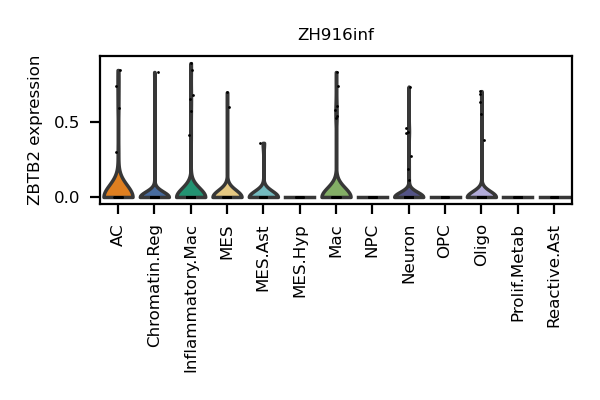 ZH916inf
ZBTB2 expression
0.5
0.0
AC
Chromatin.Reg
Inflammatory.Mac
MES
MES.Ast
MES.Hyp
Mac
NPC
Neuron
OPC
Oligo
Prolif.Metab
Reactive.Ast